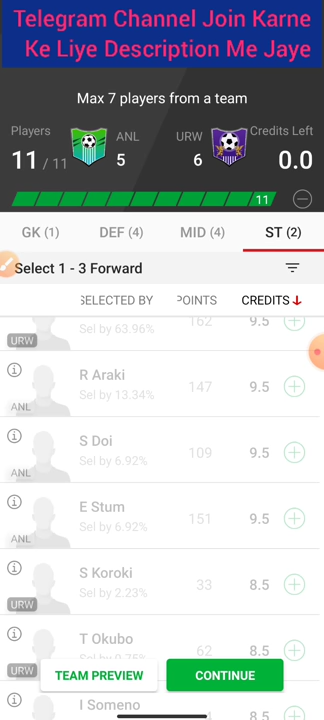 Telegram Channel Join Karne
Ke Liye Description Me Jaye
Max 7 players from a team
Players ANL URW Credits Left
11 / 11 5 6 0.0
11
GK (1) DEF (4) MID (4) ST (2)
Select 1 - 3 Forward
SELECTED BY POINTS CREDITS
Sel by 63.96% 162 9.5
URW
R Araki
Sel by 13.34% 147 9.5
ANL
S Doi
Sel by 6.92% 109 9.5
ANL
E Stum
Sel by 6.92% 151 9.5
ANL
S Koroki
Sel by 2.23% 33 8.5
URW
T Okubo
62 8.5
URW
TEAM PREVIEW CONTINUE
I Someno